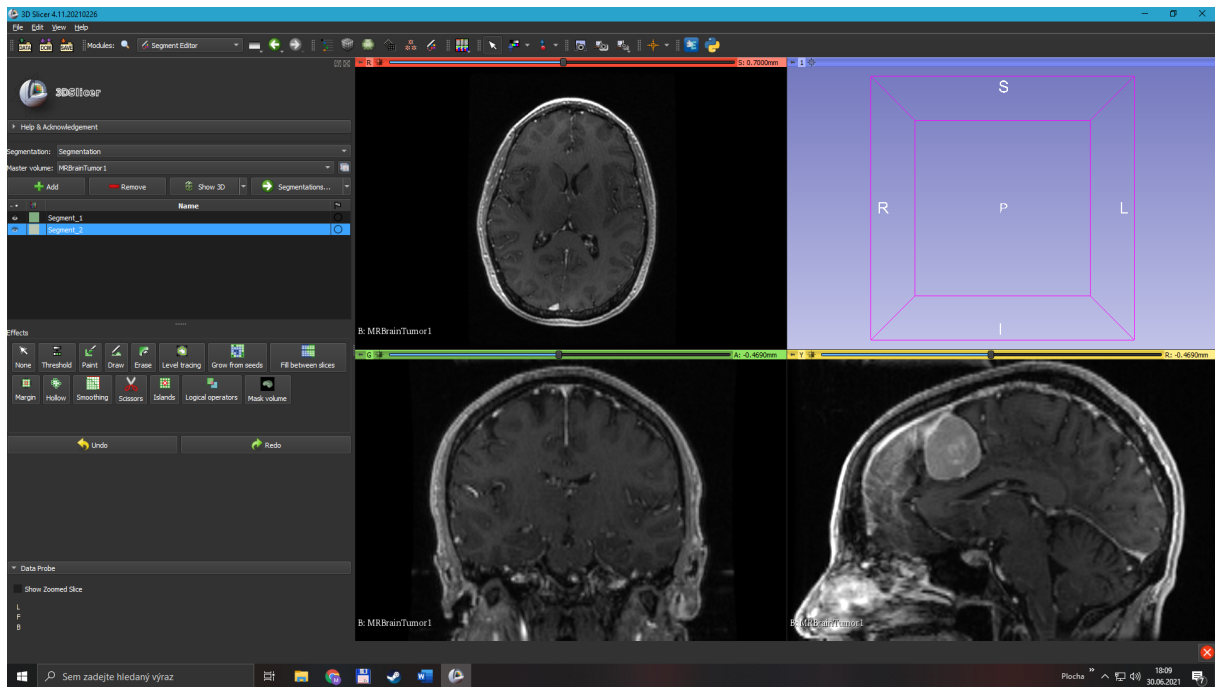 3D Slicer 4.11.20210226
File Edit View Help
DATA DCM SAVE Modules: Segment Editor
R S: 0.7000mm
1
3DSlicer
Help & Acknowledgement
Segmentation: Segmentation
Master volume: MRBrainTumor1
Add Remove Show 3D Segmentations...
Name
Segment_1
Segment_2
S
R P L
I
B: MRBrainTumor1
Effects
None Threshold Paint Draw Erase Level tracing Grow from seeds Fill between slices
Margin Hollow Smoothing Scissors Islands Logical operators Mask volume
Undo Redo
G A: -0.4690mm
Y R: -0.4690mm
Data Probe
Show Zoomed Slice
L
F
B
B: MRBrainTumor1
B: MRBrainTumor1
Sem zadejte hledaný výraz
Plocha
18:09
30.06.2021